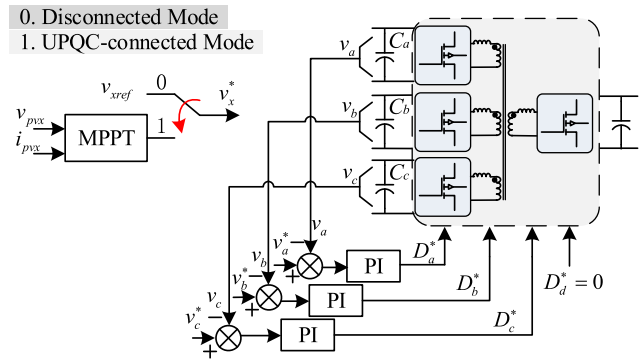 0. Disconnected Mode
1. UPQC-connected Mode
v_xref 0
v_x^*
v_pvx
i_pvx
MPPT
1
v_a
C_a
v_b
C_b
v_c
C_c
v_a
v_a^*
−
+
PI
D_a^*
v_b
v_b^*
−
+
PI
D_b^*
v_c
v_c^*
−
+
PI
D_c^*
D_d^* = 0